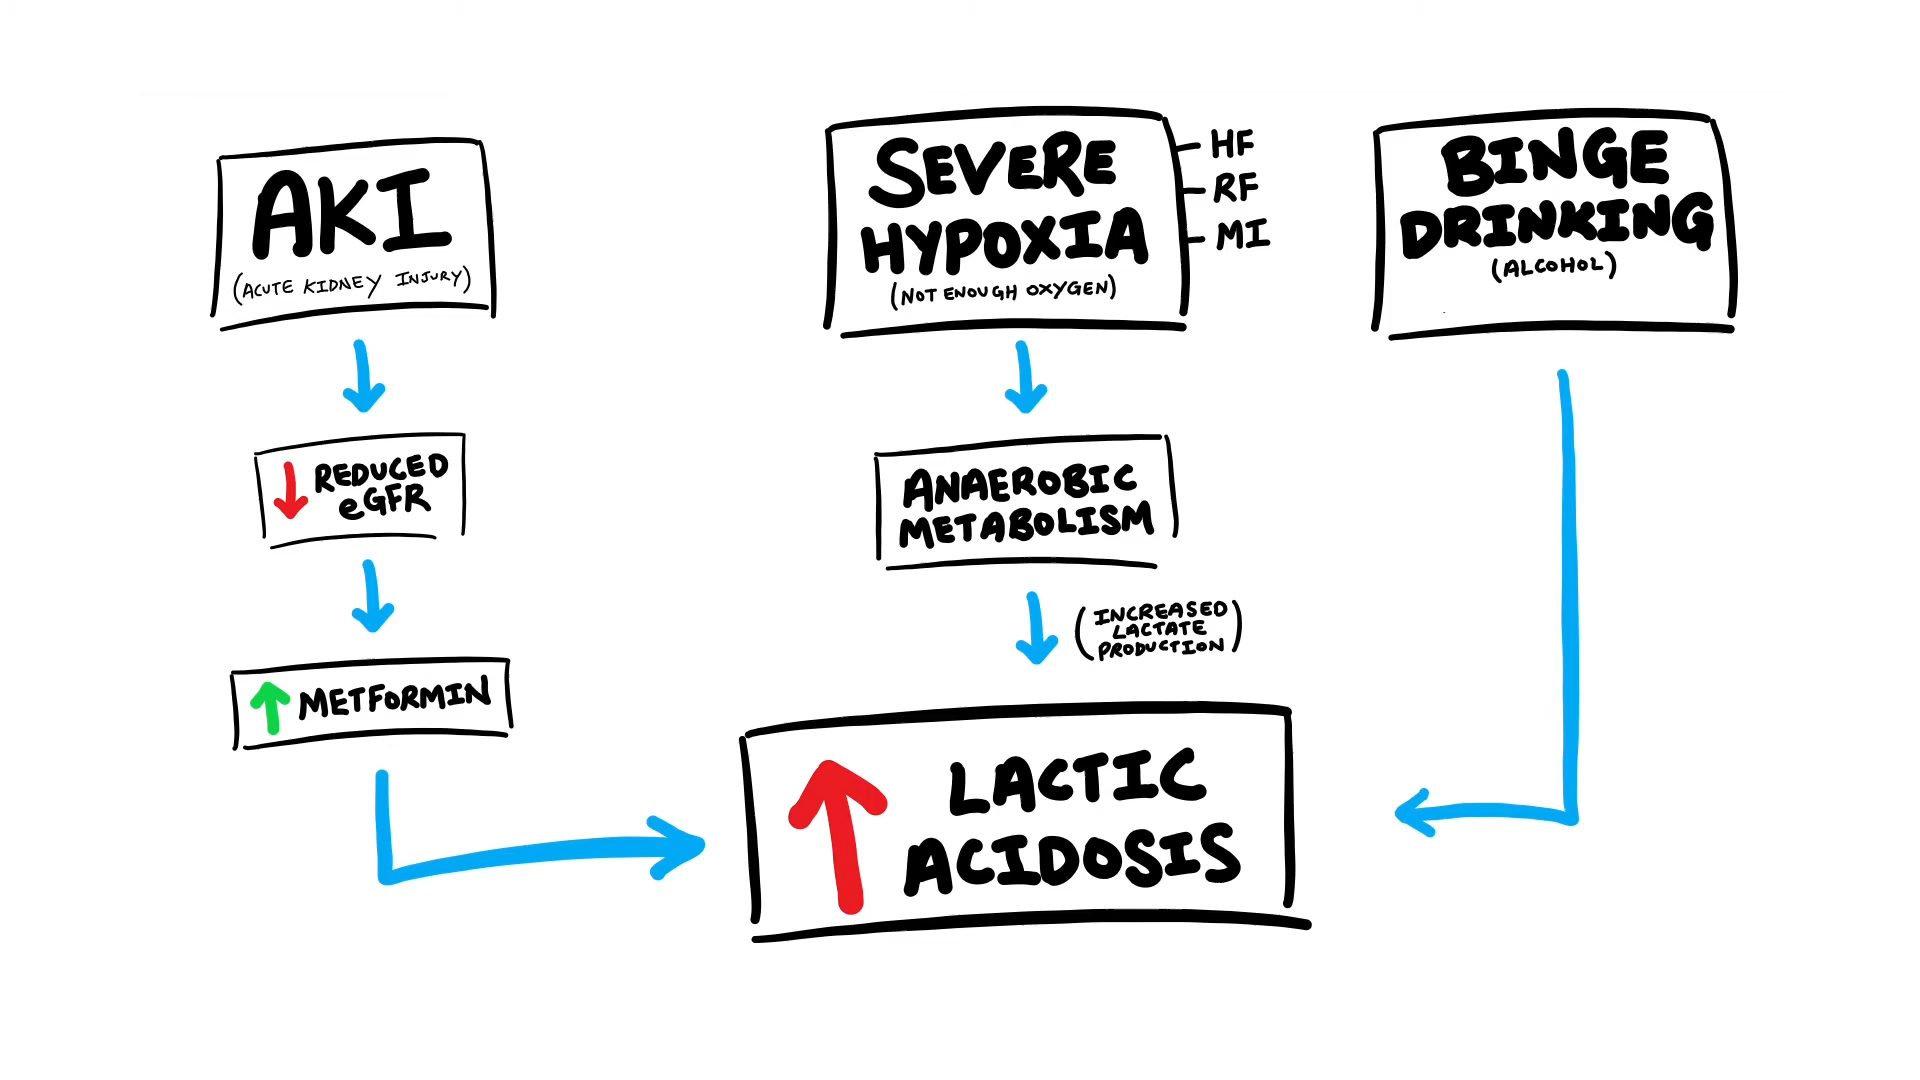 AKI
(ACUTE KIDNEY INJURY)
REDUCED
eGFR
METFORMIN
SEVERE
HYPOXIA
(NOT ENOUGH OXYGEN)
HF
RF
MI
ANAEROBIC
METABOLISM
(INCREASED
LACTATE
PRODUCTION)
BINGE
DRINKING
(ALCOHOL)
LACTIC
ACIDOSIS